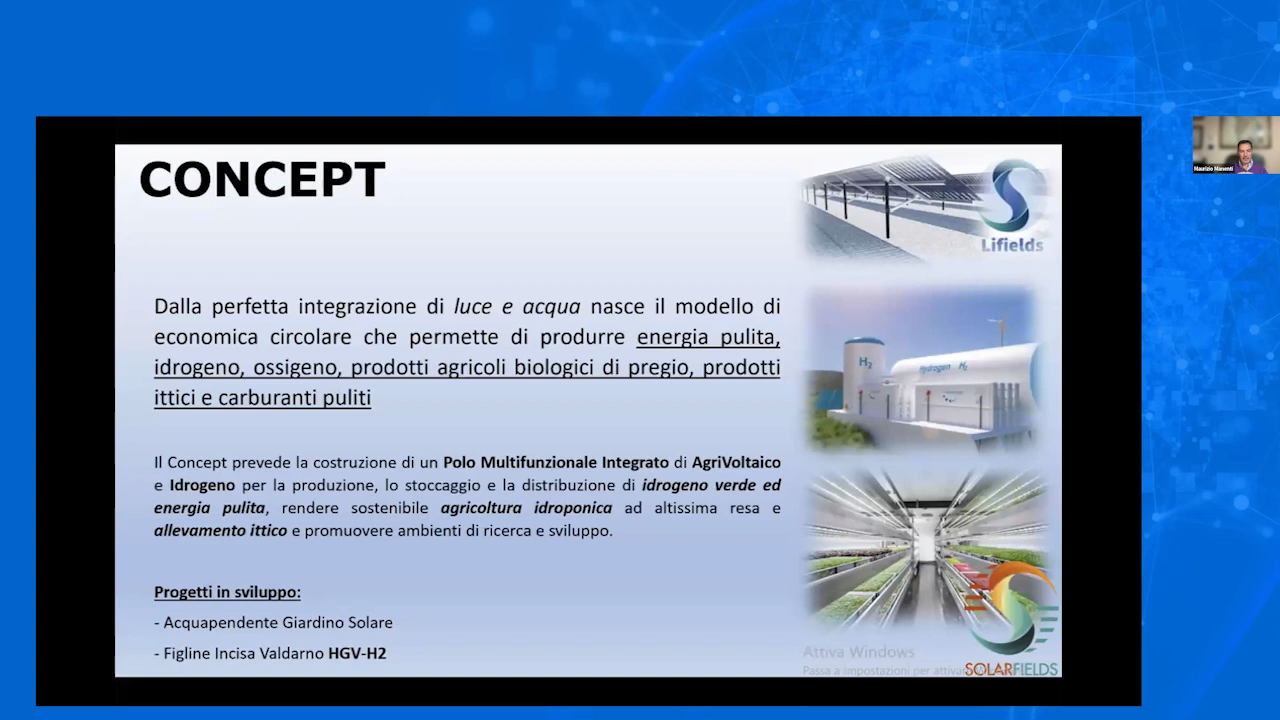 CONCEPT
Lifields
Dalla perfetta integrazione di luce e acqua nasce il modello di
economica circolare che permette di produrre energia pulita,
idrogeno, ossigeno, prodotti agricoli biologici di pregio, prodotti
ittici e carburanti puliti
H2
Hydrogen H2
Il Concept prevede la costruzione di un Polo Multifunzionale Integrato di AgriVoltaico
e Idrogeno per la produzione, lo stoccaggio e la distribuzione di idrogeno verde ed
energia pulita, rendere sostenibile agricoltura idroponica ad altissima resa e
allevamento ittico e promuovere ambienti di ricerca e sviluppo.
Progetti in sviluppo:
- Acquapendente Giardino Solare
- Figline Incisa Valdarno HGV-H2
Attiva Windows
Passa a Impostazioni per attivare
SOLARFIELDS
Maurizio Manenti